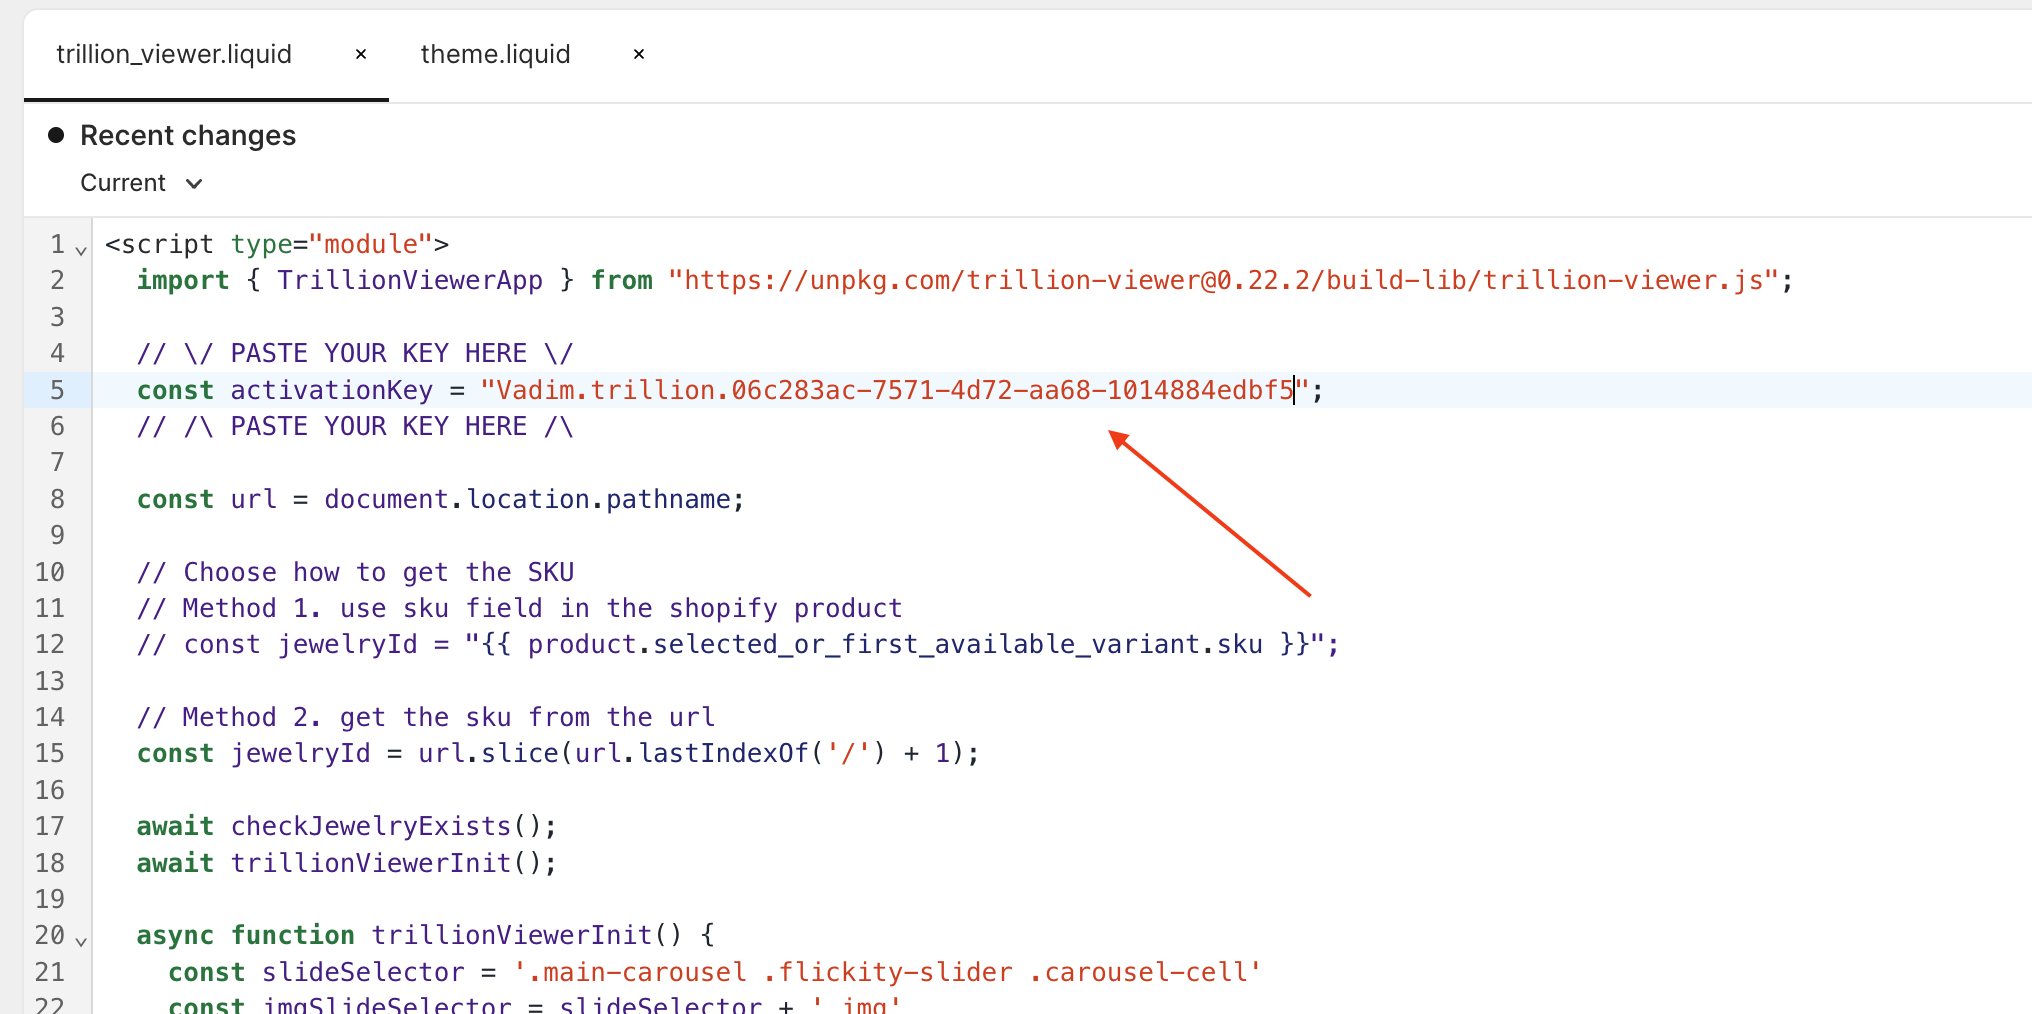 trillion_viewer.liquid × theme.liquid ×
Recent changes
Current
1 <script type="module">
2 import { TrillionViewerApp } from "https://unpkg.com/trillion-viewer@0.22.2/build-lib/trillion-viewer.js";
3
4 // \/ PASTE YOUR KEY HERE \/
5 const activationKey = "Vadim.trillion.06c283ac-7571-4d72-aa68-1014884edbf5";
6 // /\ PASTE YOUR KEY HERE /\
7
8 const url = document.location.pathname;
9
10 // Choose how to get the SKU
11 // Method 1. use sku field in the shopify product
12 // const jewelryId = "{{ product.selected_or_first_available_variant.sku }}";
13
14 // Method 2. get the sku from the url
15 const jewelryId = url.slice(url.lastIndexOf('/') + 1);
16
17 await checkJewelryExists();
18 await trillionViewerInit();
19
20 async function trillionViewerInit() {
21 const slideSelector = '.main-carousel .flickity-slider .carousel-cell'
22 const imgSlideSelector = slideSelector + ' img'